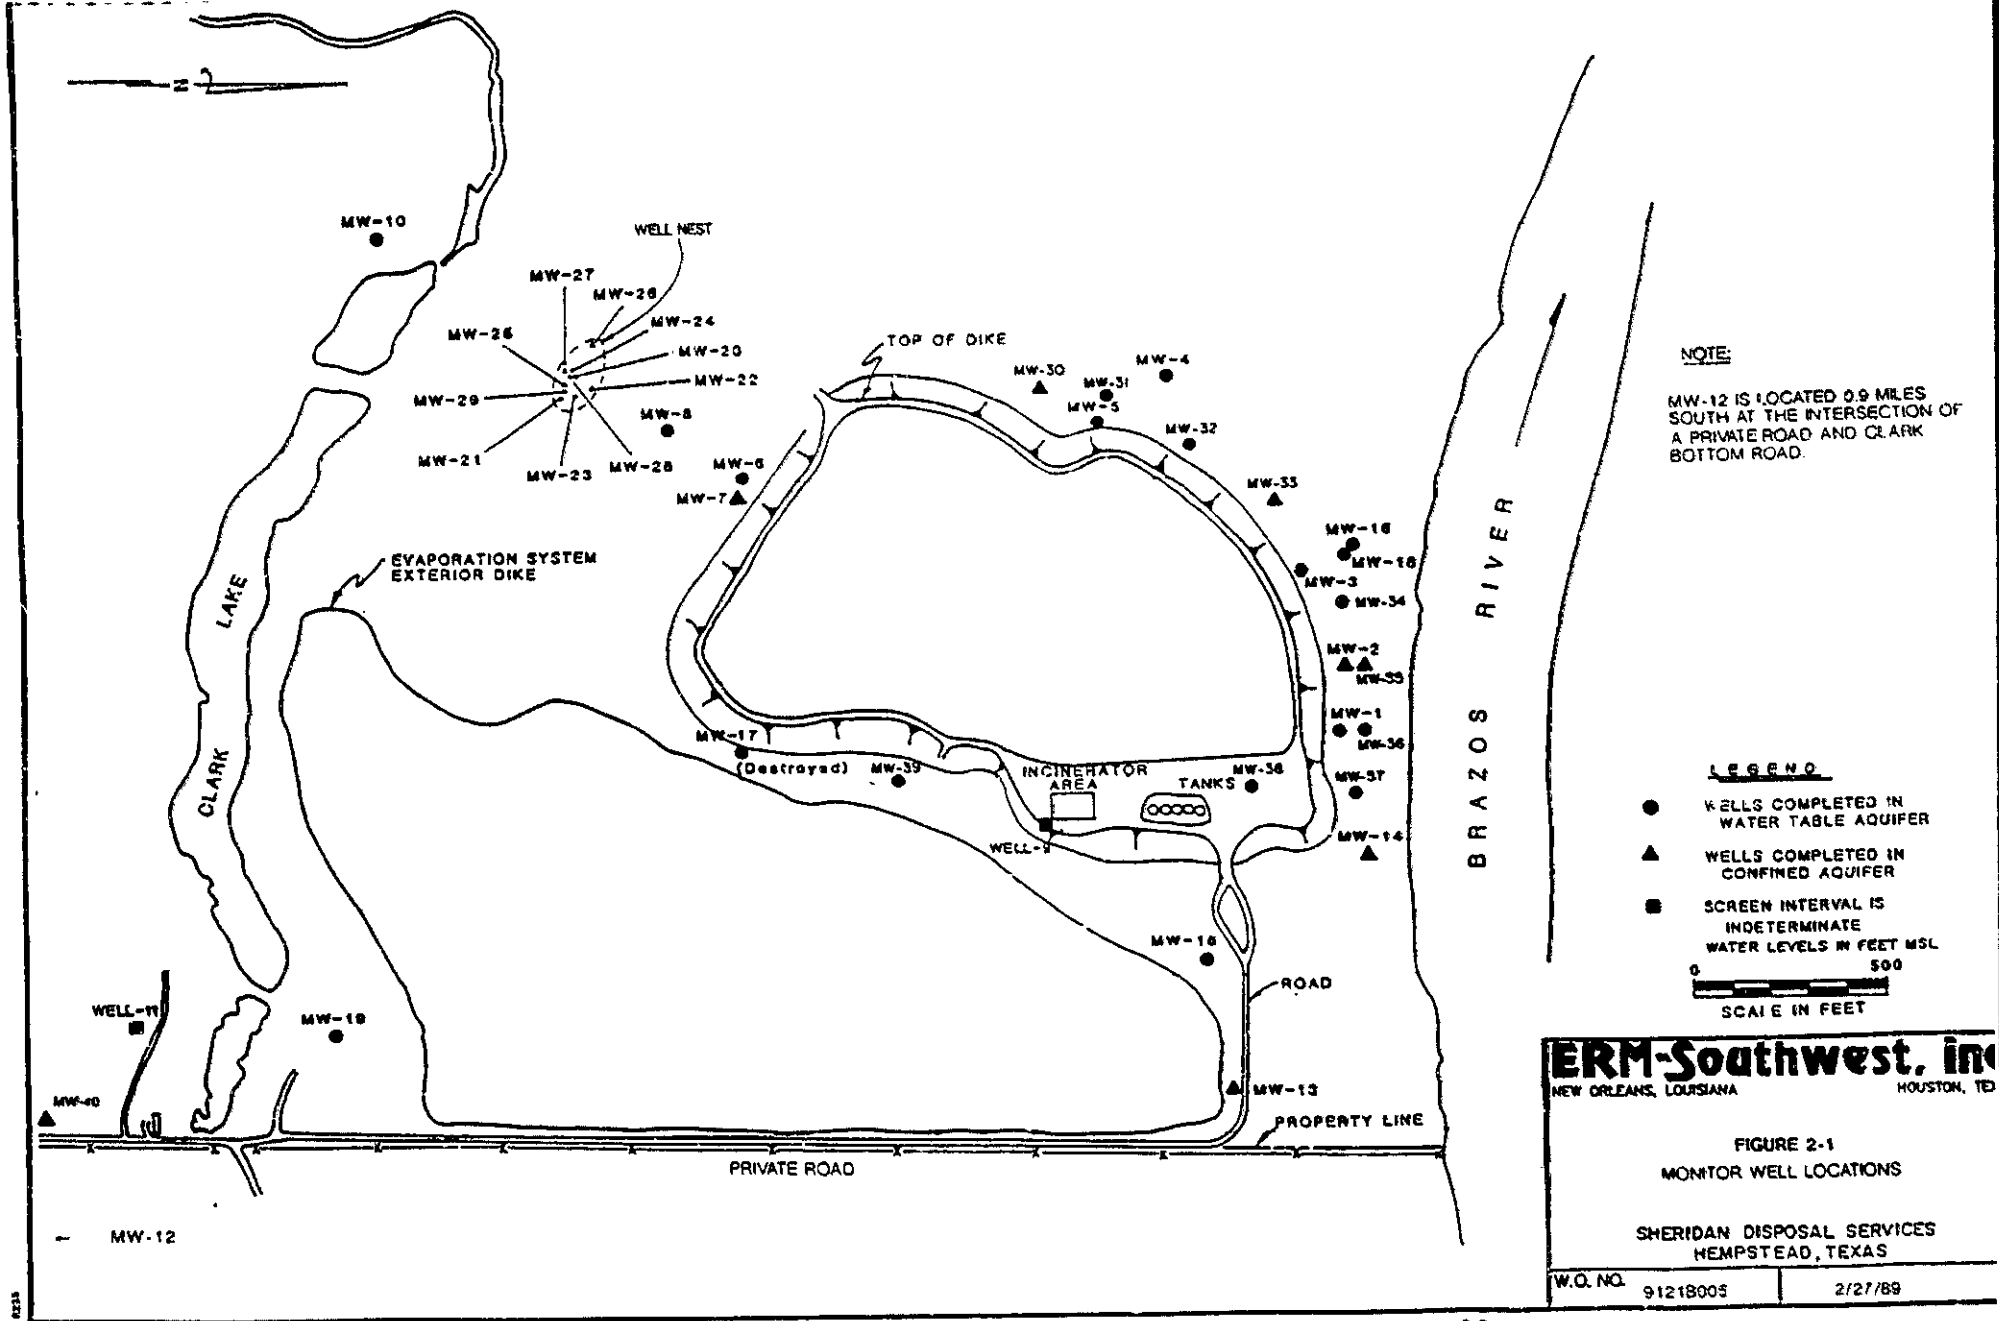 N
MW-10
WELL NEST
MW-27
MW-26
MW-24
MW-25
MW-20
MW-22
MW-29
MW-8
MW-21
MW-23
MW-28
MW-6
MW-7
TOP OF DIKE
MW-30
MW-4
MW-31
MW-5
MW-32
MW-33
MW-16
MW-18
MW-3
MW-34
MW-2
MW-35
MW-1
MW-36
MW-37
MW-38
MW-14
EVAPORATION SYSTEM
EXTERIOR DIKE
CLARK LAKE
MW-17
(Destroyed)
MW-39
INCINERATOR
AREA
TANKS
WELL-9
BRAZOS RIVER
MW-15
ROAD
WELL-11
MW-19
MW-40
MW-13
PROPERTY LINE
PRIVATE ROAD
← MW-12
NOTE:
MW-12 IS LOCATED 0.9 MILES
SOUTH AT THE INTERSECTION OF
A PRIVATE ROAD AND CLARK
BOTTOM ROAD.
LEGEND
WELLS COMPLETED IN
WATER TABLE AQUIFER
WELLS COMPLETED IN
CONFINED AQUIFER
SCREEN INTERVAL IS
INDETERMINATE
WATER LEVELS IN FEET MSL
0 500
SCALE IN FEET
ERM-Southwest, inc
NEW ORLEANS, LOUISIANA HOUSTON, TE
FIGURE 2-1
MONITOR WELL LOCATIONS
SHERIDAN DISPOSAL SERVICES
HEMPSTEAD, TEXAS
W.O. NO. 91218005 2/27/89